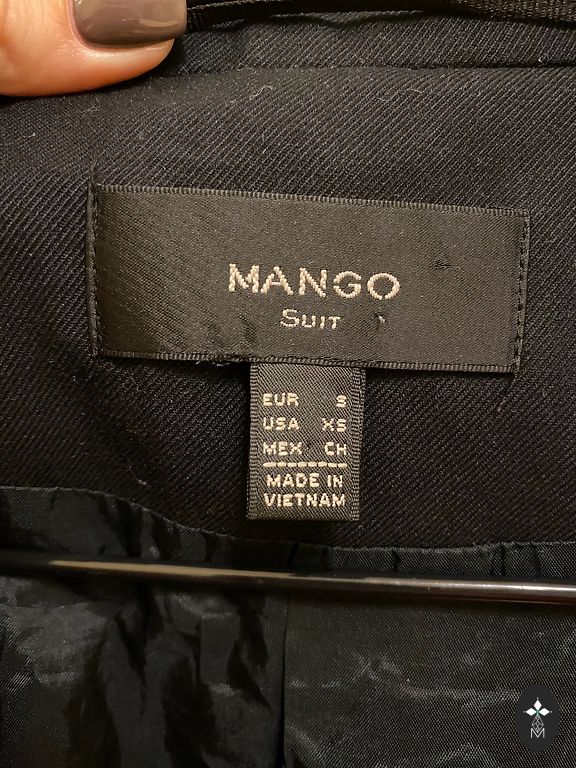 MANGO
SUIT
EUR S
USA XS
MEX CH
MADE IN
VIETNAM
M